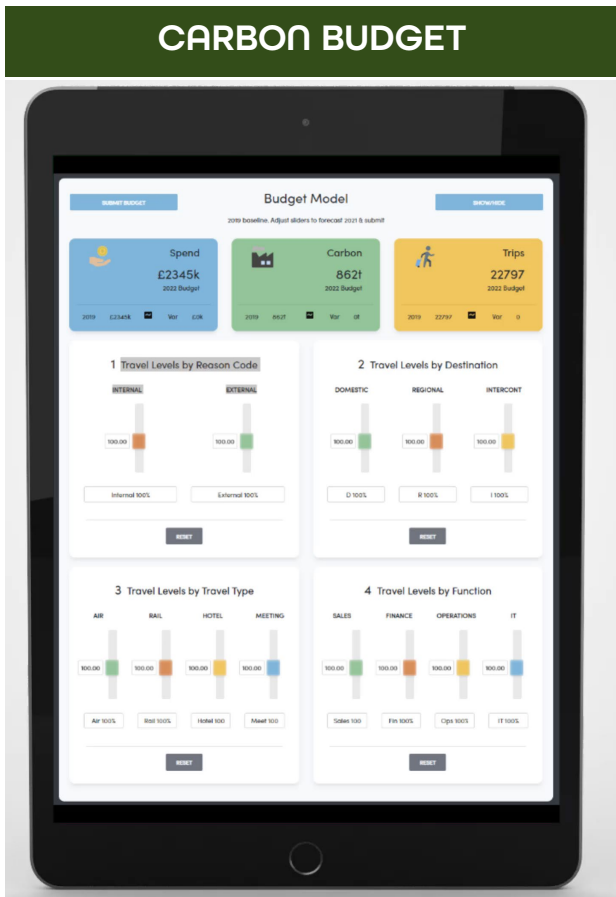 CARBON BUDGET
SUBMIT BUDGET
Budget Model
SHOW/HIDE
2019 baseline. Adjust sliders to forecast 2021 & submit
Spend
£2345k
2022 Budget
2019 £2345k Var £0k
Carbon
862t
2022 Budget
2019 862t Var 0t
Trips
22797
2022 Budget
2019 22797 Var 0
1 Travel Levels by Reason Code
INTERNAL EXTERNAL
100.00 100.00
Internal 100% External 100%
RESET
2 Travel Levels by Destination
DOMESTIC REGIONAL INTERCONT
100.00 100.00 100.00
D 100% R 100% I 100%
RESET
3 Travel Levels by Travel Type
AIR RAIL HOTEL MEETING
100.00 100.00 100.00 100.00
Air 100% Rail 100% Hotel 100 Meet 100
RESET
4 Travel Levels by Function
SALES FINANCE OPERATIONS IT
100.00 100.00 100.00 100.00
Sales 100 Fin 100% Ops 100% IT 100%
RESET